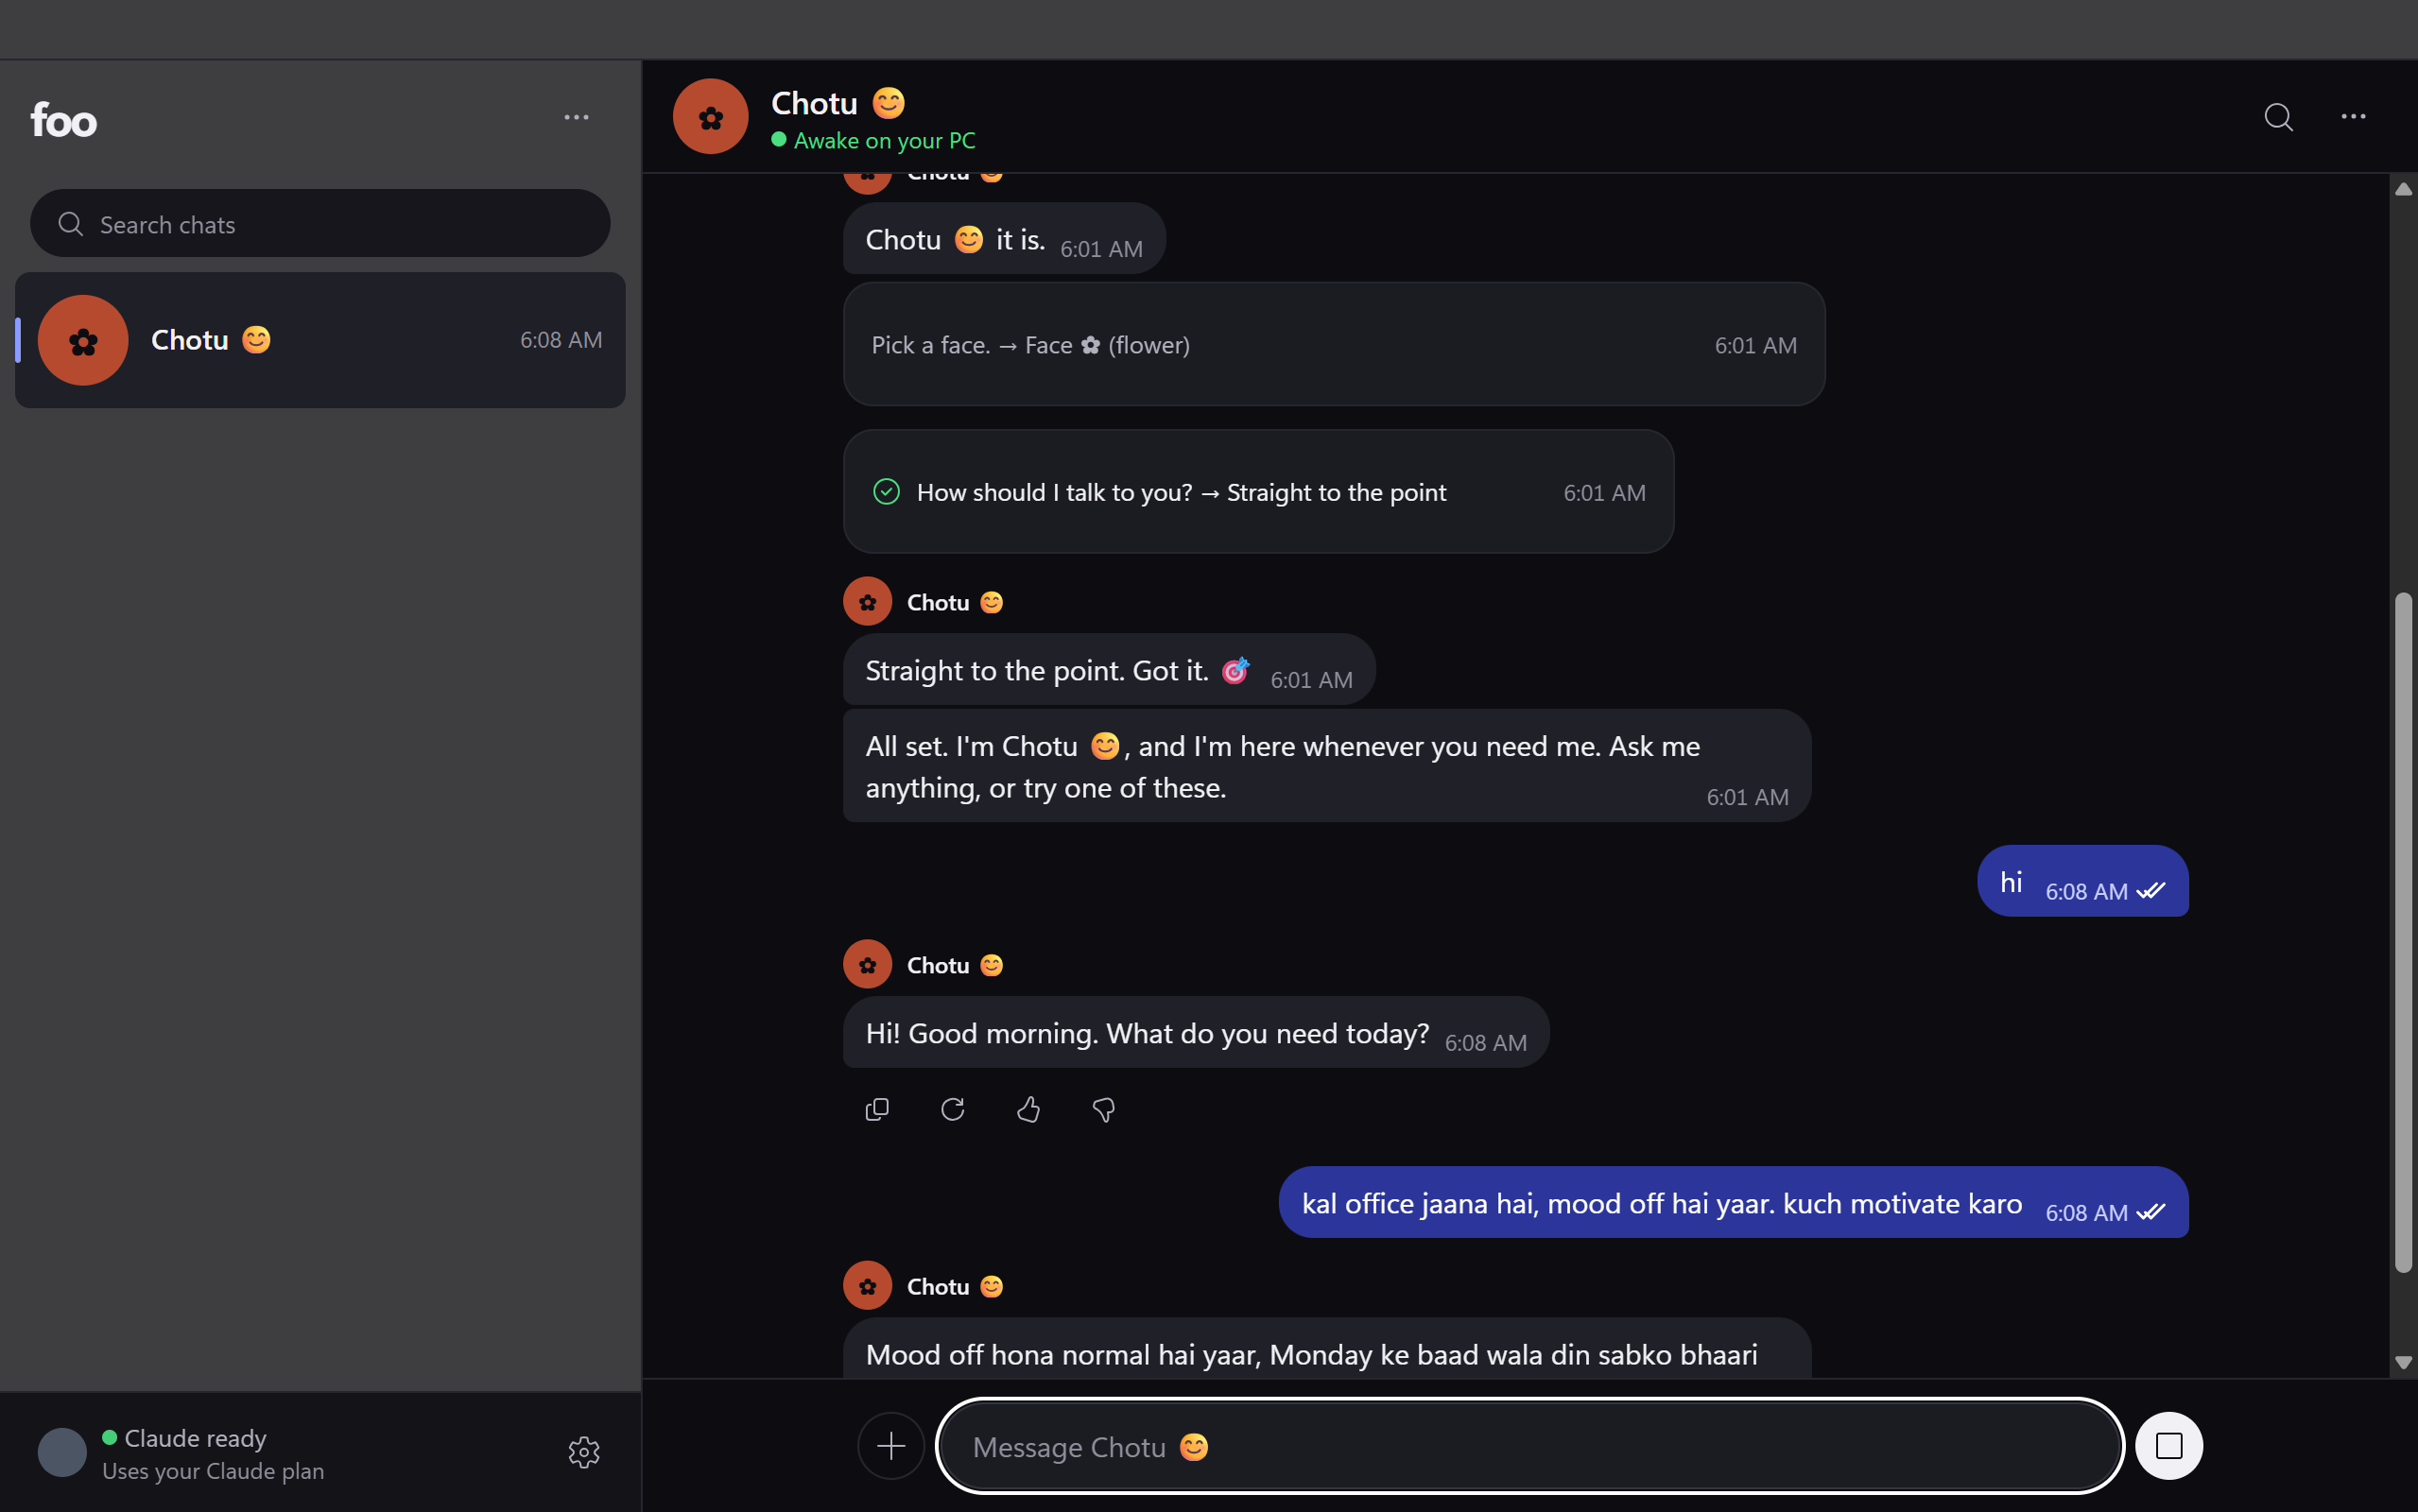 foo
Search chats
Chotu 😊
6:08 AM
Claude ready
Uses your Claude plan
Chotu 😊
Awake on your PC
Chotu 😊
Chotu 😊 it is. 6:01 AM
Pick a face. → Face ✿ (flower) 6:01 AM
How should I talk to you? → Straight to the point 6:01 AM
Chotu 😊
Straight to the point. Got it. 🎯 6:01 AM
All set. I'm Chotu 😊, and I'm here whenever you need me. Ask me
anything, or try one of these. 6:01 AM
hi 6:08 AM
Chotu 😊
Hi! Good morning. What do you need today? 6:08 AM
kal office jaana hai, mood off hai yaar. kuch motivate karo 6:08 AM
Chotu 😊
Mood off hona normal hai yaar, Monday ke baad wala din sabko bhaari
Message Chotu 😊